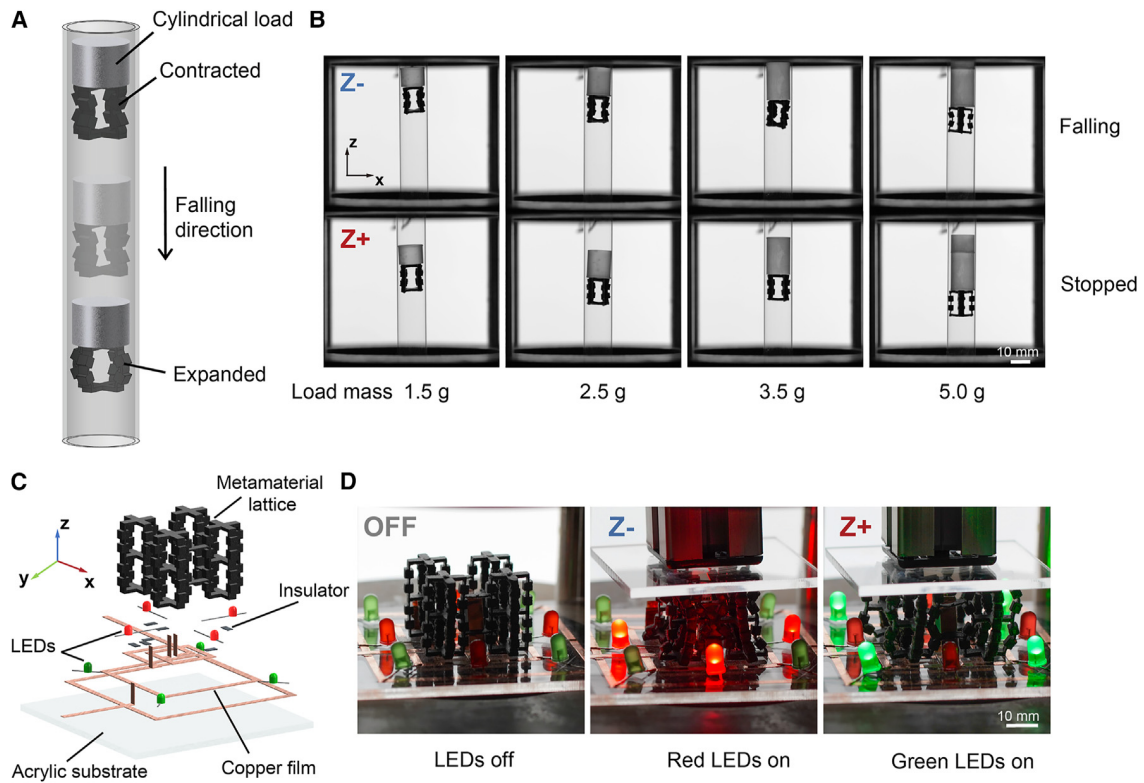 A
Cylindrical load
Contracted
Falling
direction
Expanded
B
Z-
z
x
Falling
Z+
Stopped
10 mm
Load mass 1.5 g 2.5 g 3.5 g 5.0 g
C
Metamaterial
lattice
z
y
x
Insulator
LEDs
Acrylic substrate
Copper film
D
OFF
Z-
Z+
10 mm
LEDs off
Red LEDs on
Green LEDs on